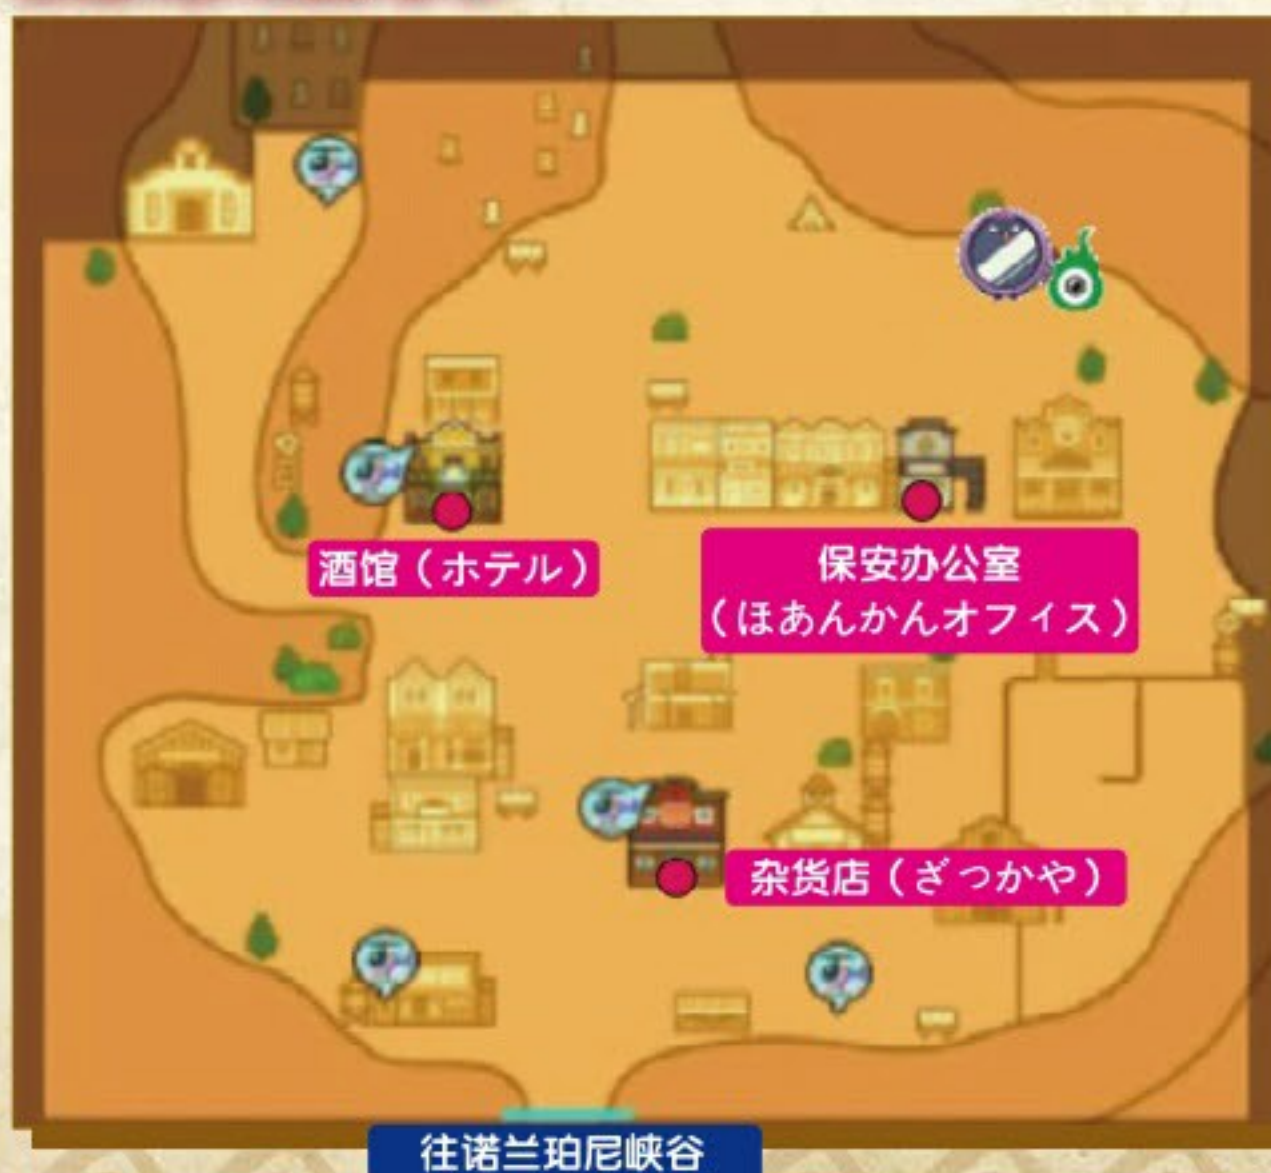 酒馆（ホテル）
保安办公室
（ほあんかんオフィス）
杂货店（ざっかや）
往诺兰珀尼峡谷